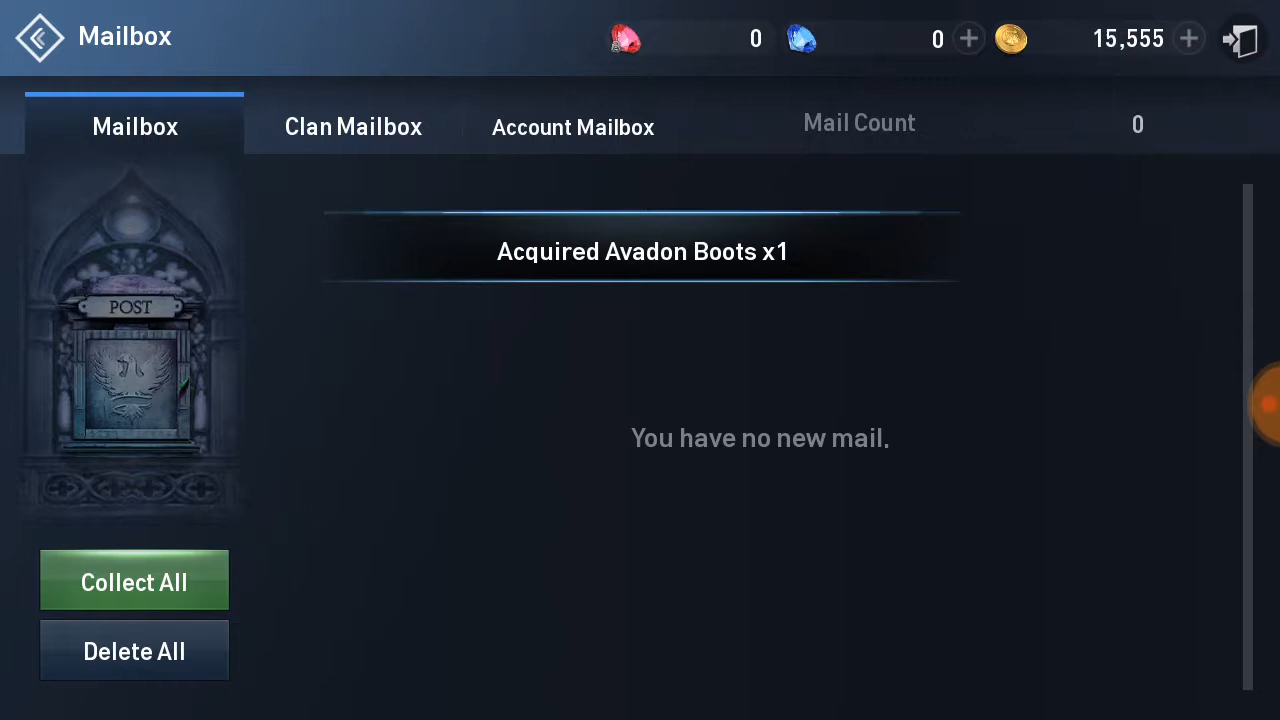 Mailbox
0
0
15,555
Mailbox
Clan Mailbox
Account Mailbox
Mail Count
0
POST
Acquired Avadon Boots x1
You have no new mail.
Collect All
Delete All